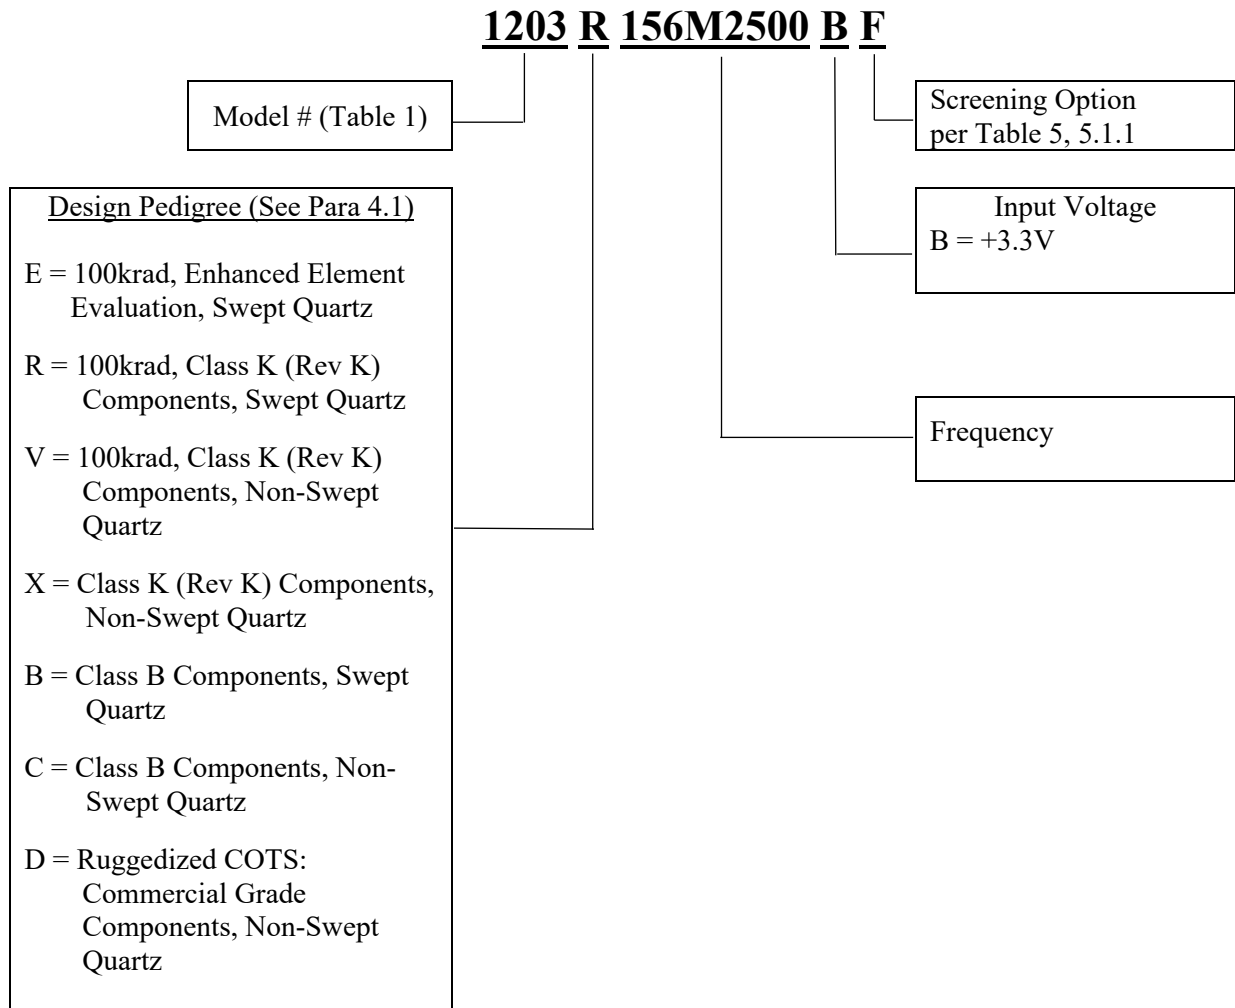 1203 R 156M2500 B F
Model # (Table 1)
Screening Option
per Table 5, 5.1.1
Design Pedigree (See Para 4.1)
E = 100krad, Enhanced Element
Evaluation, Swept Quartz
R = 100krad, Class K (Rev K)
Components, Swept Quartz
V = 100krad, Class K (Rev K)
Components, Non-Swept
Quartz
X = Class K (Rev K) Components,
Non-Swept Quartz
B = Class B Components, Swept
Quartz
C = Class B Components, Non-
Swept Quartz
D = Ruggedized COTS:
Commercial Grade
Components, Non-Swept
Quartz
Input Voltage
B = +3.3V
Frequency